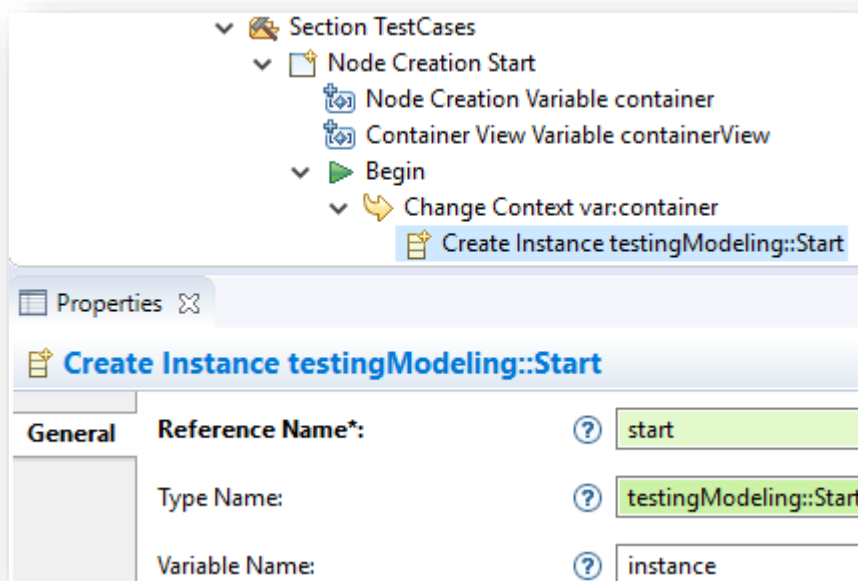 Section TestCases
Node Creation Start
Node Creation Variable container
Container View Variable containerView
Begin
Change Context var:container
Create Instance testingModeling::Start
Properties
Create Instance testingModeling::Start
General
Reference Name*: start
Type Name: testingModeling::Start
Variable Name: instance